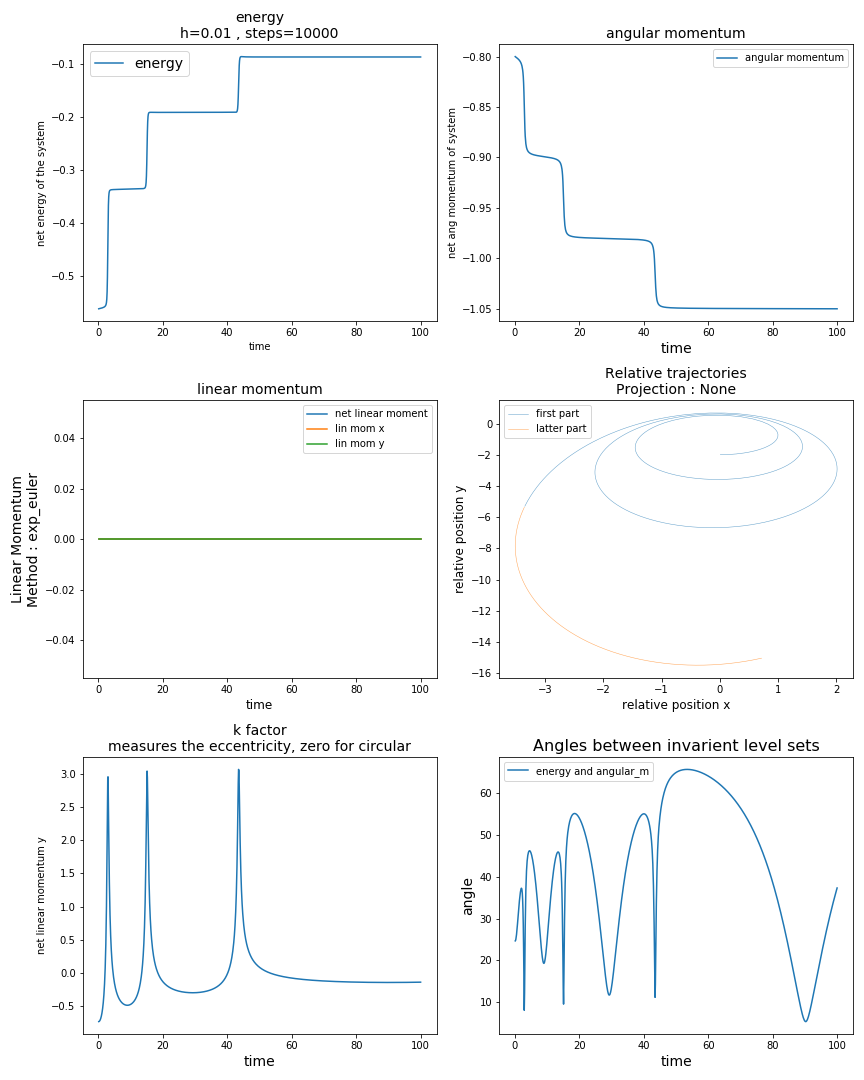 energy
h=0.01 , steps=10000
energy
net energy of the system
−0.1
−0.2
−0.3
−0.4
−0.5
0 20 40 60 80 100
time
angular momentum
angular momentum
net ang momentum of system
−0.80
−0.85
−0.90
−0.95
−1.00
−1.05
0 20 40 60 80 100
time
linear momentum
net linear moment
lin mom x
lin mom y
Linear Momentum
Method : exp_euler
0.04
0.02
0.00
−0.02
−0.04
0 20 40 60 80 100
time
Relative trajectories
Projection : None
first part
latter part
relative position y
0
−2
−4
−6
−8
−10
−12
−14
−16
−3 −2 −1 0 1 2
relative position x
k factor
measures the eccentricity, zero for circular
net linear momentum y
3.0
2.5
2.0
1.5
1.0
0.5
0.0
−0.5
0 20 40 60 80 100
time
Angles between invarient level sets
energy and angular_m
angle
60
50
40
30
20
10
0 20 40 60 80 100
time